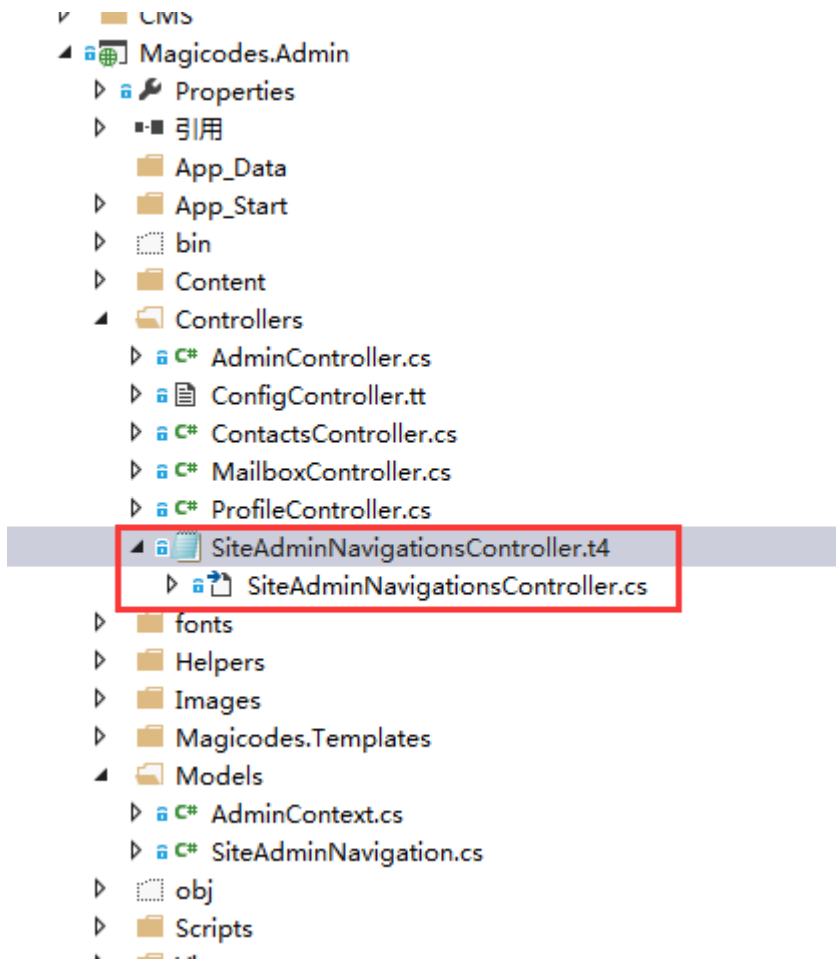 CMS
Magicodes.Admin
Properties
引用
App_Data
App_Start
bin
Content
Controllers
C# AdminController.cs
ConfigController.tt
C# ContactsController.cs
C# MailboxController.cs
C# ProfileController.cs
SiteAdminNavigationsController.t4
SiteAdminNavigationsController.cs
fonts
Helpers
Images
Magicodes.Templates
Models
C# AdminContext.cs
C# SiteAdminNavigation.cs
obj
Scripts